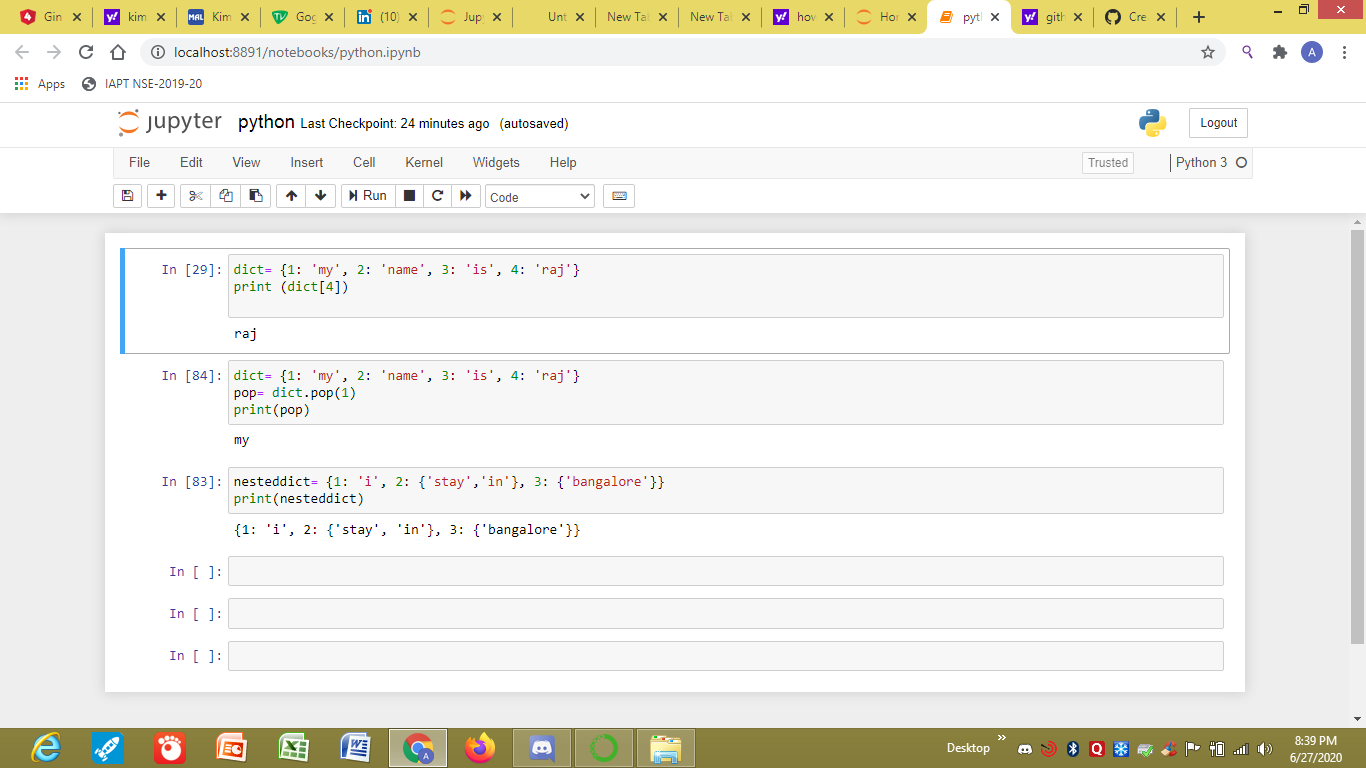 Gin kim Kim Gog (10) Jup Unt New Tal New Tal how Hor pytl gith Cre
localhost:8891/notebooks/python.ipynb
Apps IAPT NSE-2019-20
jupyter python Last Checkpoint: 24 minutes ago (autosaved)
Logout
File Edit View Insert Cell Kernel Widgets Help Trusted Python 3
Run Code
In [29]: dict= {1: 'my', 2: 'name', 3: 'is', 4: 'raj'}
print (dict[4])
raj
In [84]: dict= {1: 'my', 2: 'name', 3: 'is', 4: 'raj'}
pop= dict.pop(1)
print(pop)
my
In [83]: nesteddict= {1: 'i', 2: {'stay','in'}, 3: {'bangalore'}}
print(nesteddict)
{1: 'i', 2: {'stay', 'in'}, 3: {'bangalore'}}
In [ ]:
In [ ]:
In [ ]:
Desktop
8:39 PM
6/27/2020